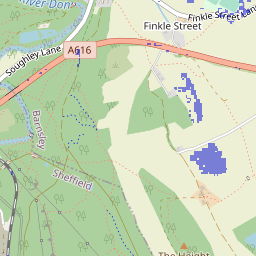 River Don
Finkle Street
Finkle Street Lane
Soughley Lane
A616
Barnsley
Sheffield
The Height